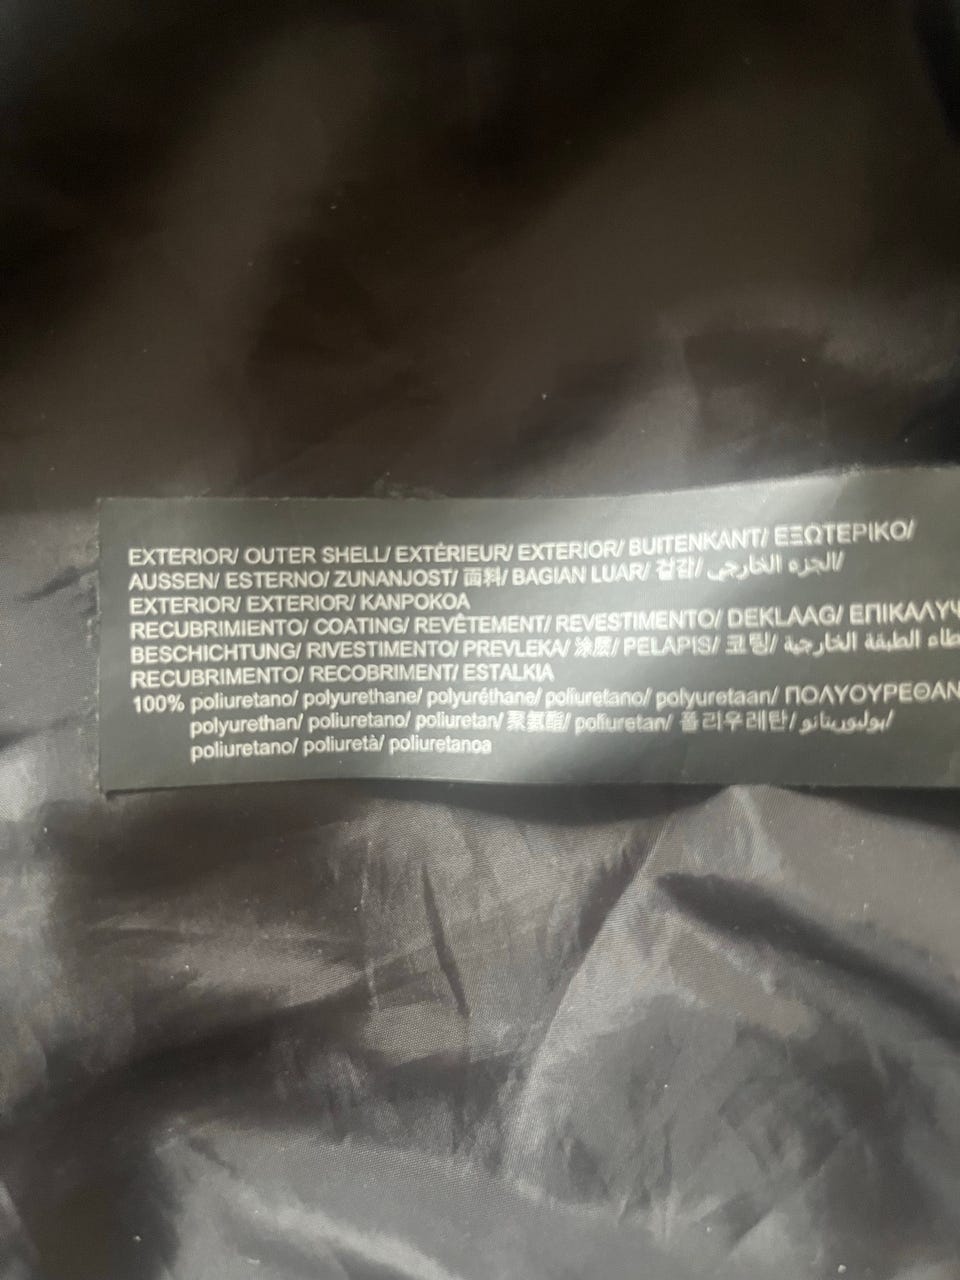 EXTERIOR/ OUTER SHELL/ EXTÉRIEUR/ EXTERIOR/ BUITENKANT/ ΕΞΩΤΕΡΙΚΟ/
AUSSEN/ ESTERNO/ ZUNANJOST/ 面料/ BAGIAN LUAR/ 겉감/ الجزء الخارجي/
EXTERIOR/ EXTERIOR/ KANPOKOA
RECUBRIMIENTO/ COATING/ REVÊTEMENT/ REVESTIMENTO/ DEKLAAG/ ΕΠΙΚΑΛΥΨ
BESCHICHTUNG/ RIVESTIMENTO/ PREVLEKA/ 涂层/ PELAPIS/ 코팅/ الطبقة الخارجية
RECUBRIMENTO/ RECOBRIMENT/ ESTALKIA
100% poliuretano/ polyurethane/ polyuréthane/ poliuretano/ polyuretaan/ ΠΟΛΥΟΥΡΕΘΑΝ
polyurethan/ poliuretano/ poliuretan/ 聚氨酯/ poliuretan/ 폴리우레탄/ بوليوريثانو/
poliuretano/ poliuretà/ poliuretanoa